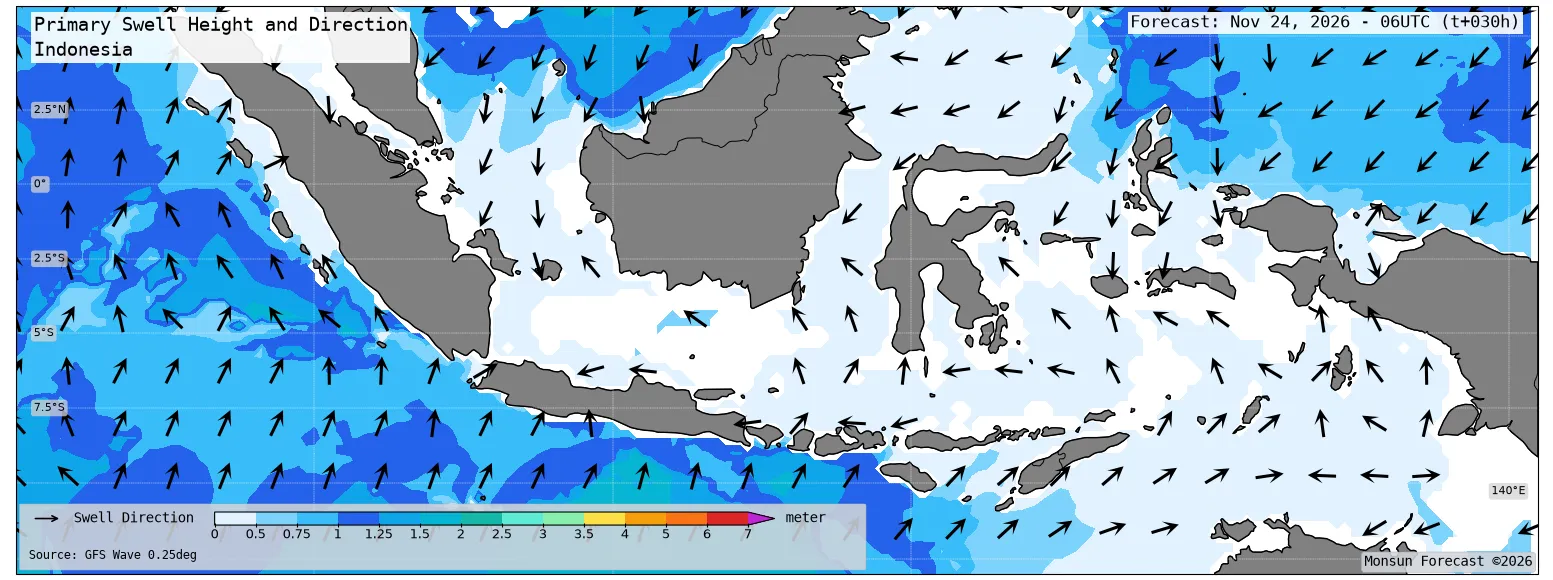 Primary Swell Height and Direction
Indonesia
Forecast: Nov 24, 2026 - 06UTC (t+030h)
2.5°N
0°
2.5°S
5°S
7.5°S
140°E
Swell Direction
meter
0 0.5 0.75 1 1.25 1.5 2 2.5 3 3.5 4 5 6 7
Source: GFS Wave 0.25deg
Monsun Forecast ©2026